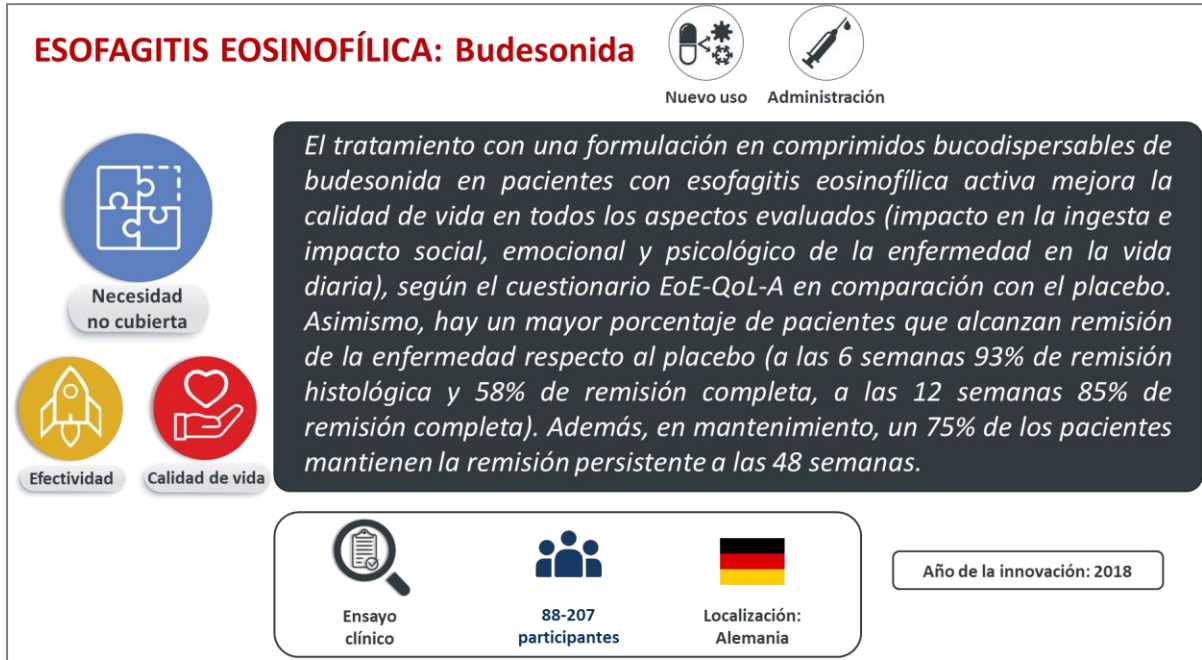 ESOFAGITIS EOSINOFÍLICA: Budesonida
Nuevo uso
Administración
Necesidad
no cubierta
Efectividad
Calidad de vida
El tratamiento con una formulación en comprimidos bucodispersables de
budesonida en pacientes con esofagitis eosinofílica activa mejora la
calidad de vida en todos los aspectos evaluados (impacto en la ingesta e
impacto social, emocional y psicológico de la enfermedad en la vida
diaria), según el cuestionario EoE-QoL-A en comparación con el placebo.
Asimismo, hay un mayor porcentaje de pacientes que alcanzan remisión
de la enfermedad respecto al placebo (a las 6 semanas 93% de remisión
histológica y 58% de remisión completa, a las 12 semanas 85% de
remisión completa). Además, en mantenimiento, un 75% de los pacientes
mantienen la remisión persistente a las 48 semanas.
Ensayo
clínico
88-207
participantes
Localización:
Alemania
Año de la innovación: 2018